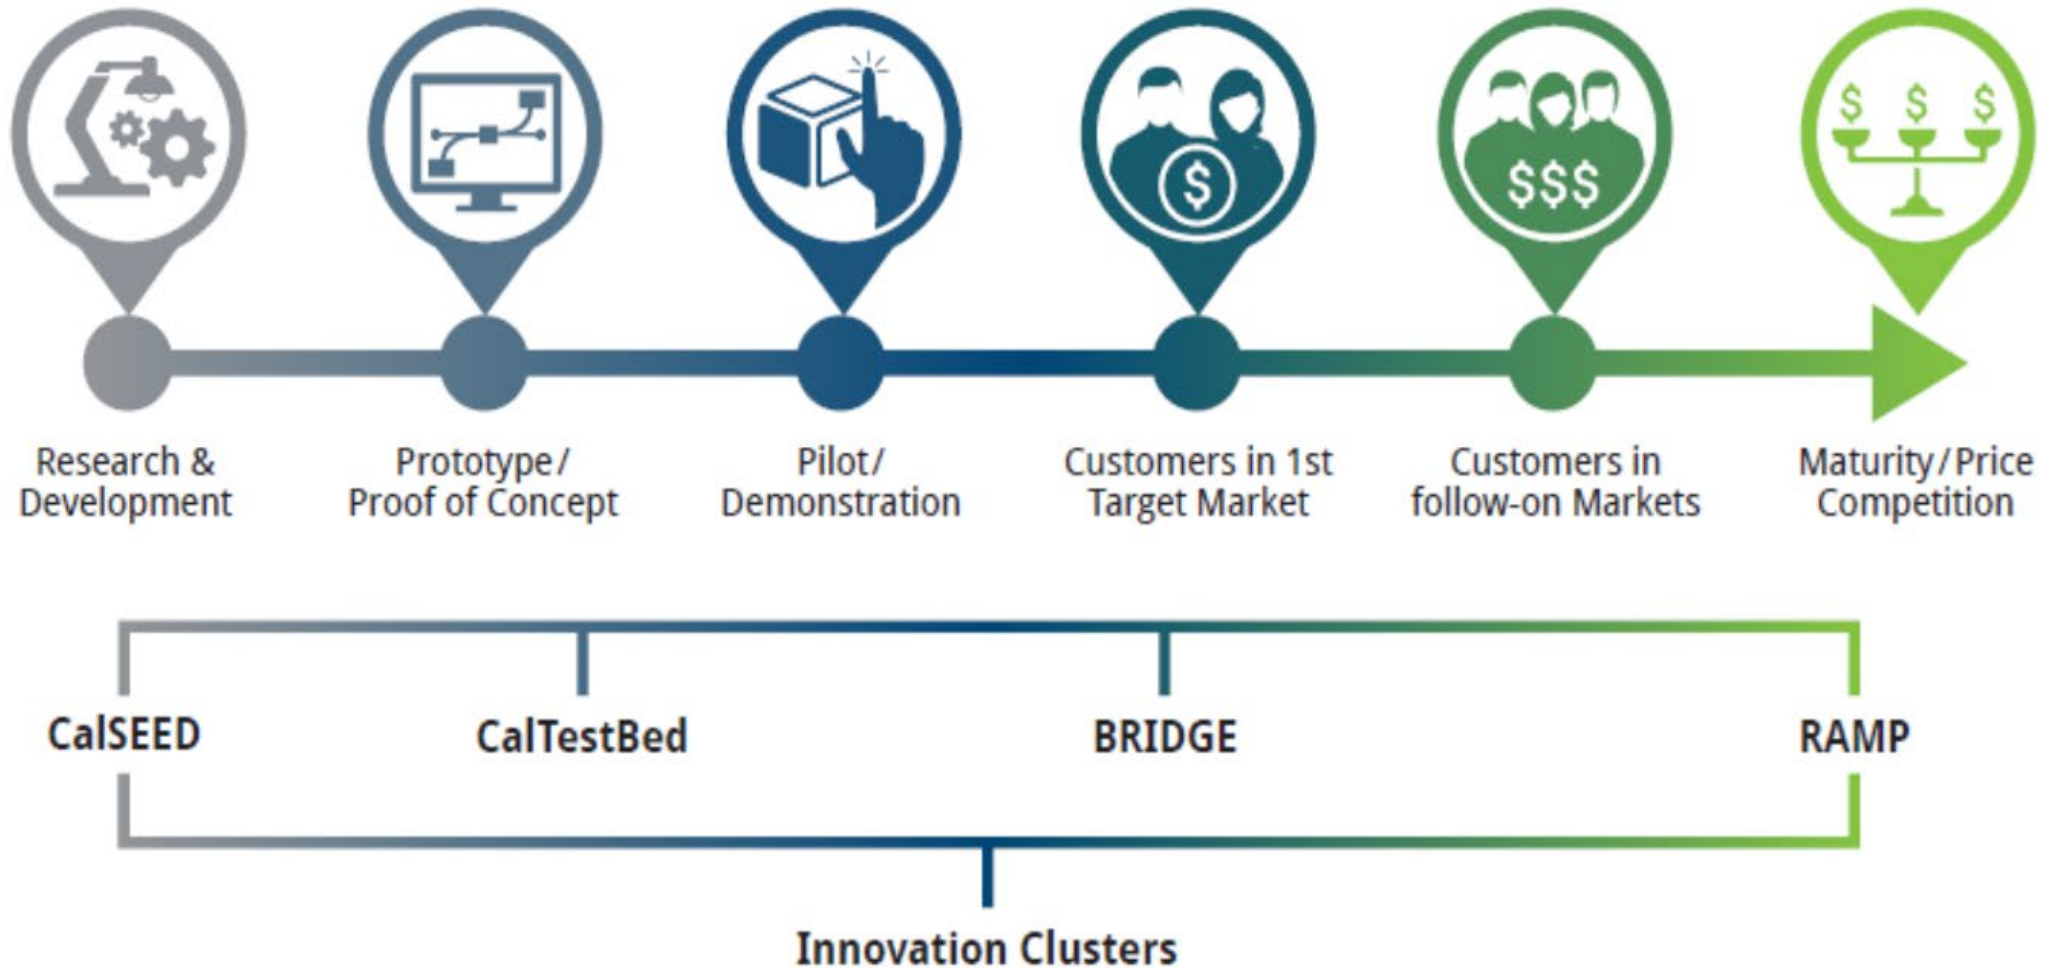 $ $ $
$
$$$
Research &
Development
Prototype/
Proof of Concept
Pilot/
Demonstration
Customers in 1st
Target Market
Customers in
follow-on Markets
Maturity/Price
Competition
CalSEED
CalTestBed
BRIDGE
RAMP
Innovation Clusters